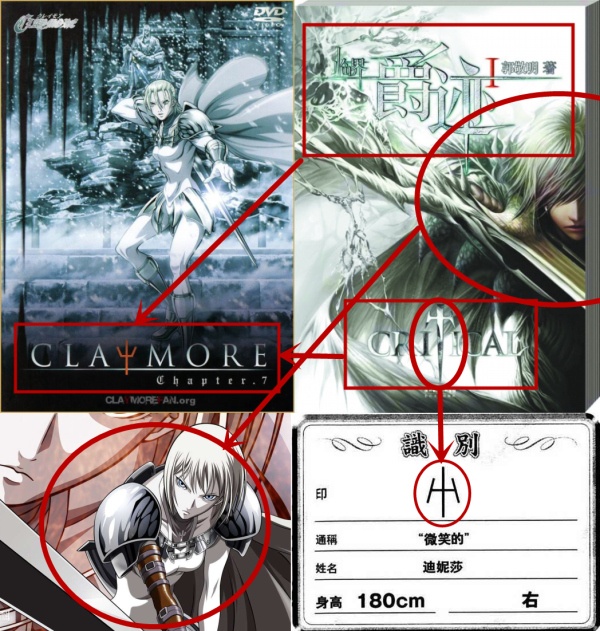 DVD
CLAYMORE
Chapter.7
CLAYMORE-FAN.org
爵迹 I 郭敬明 著
CRITICAL
識別
印
通稱 “微笑的”
姓名 迪妮莎
身高 180cm 右